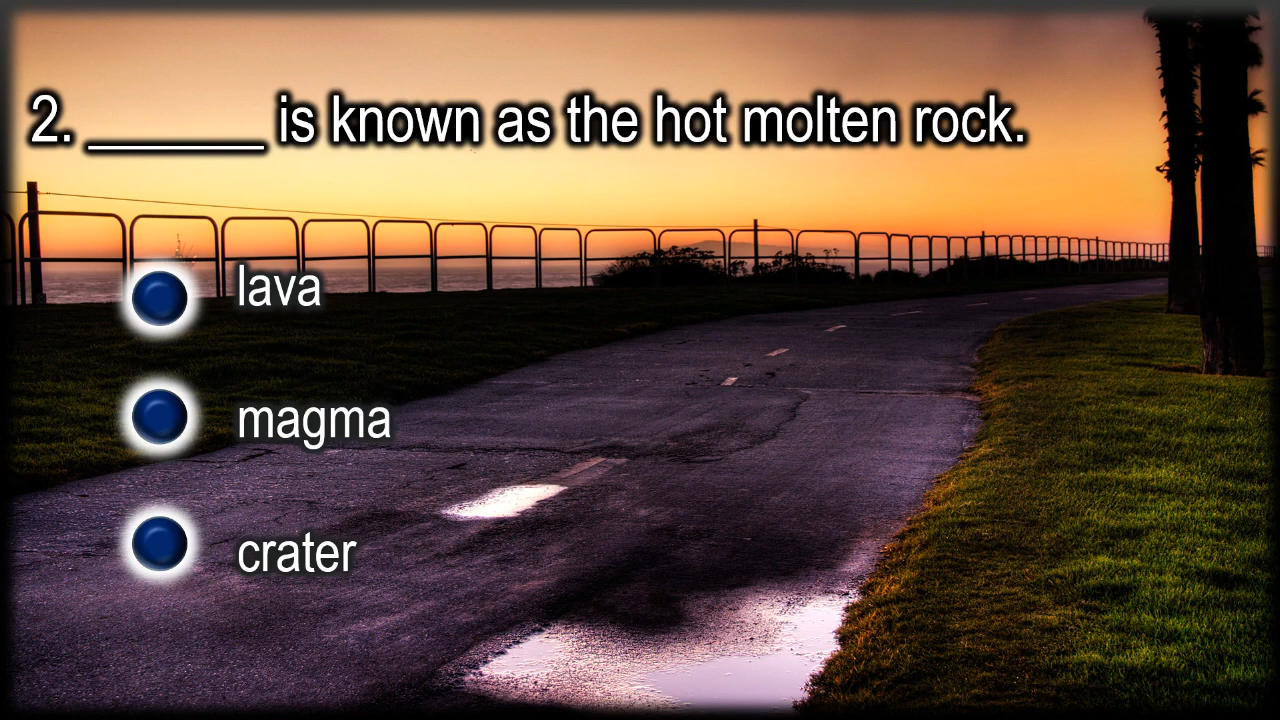 2. ______ is known as the hot molten rock.
lava
magma
crater